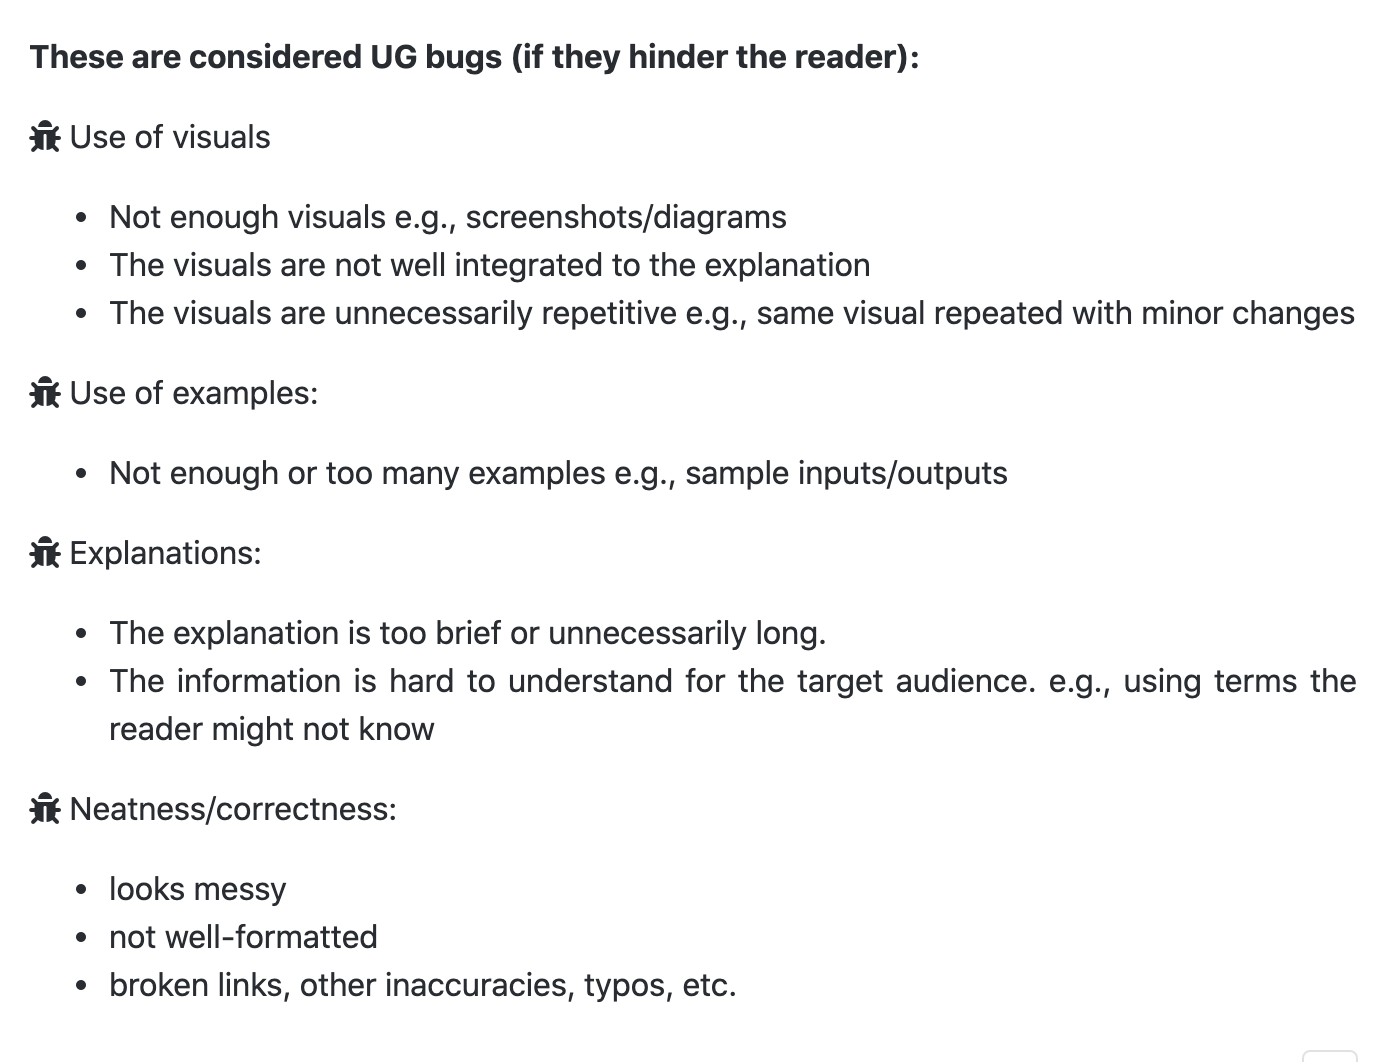 These are considered UG bugs (if they hinder the reader):
Use of visuals
• Not enough visuals e.g., screenshots/diagrams
• The visuals are not well integrated to the explanation
• The visuals are unnecessarily repetitive e.g., same visual repeated with minor changes
Use of examples:
• Not enough or too many examples e.g., sample inputs/outputs
Explanations:
• The explanation is too brief or unnecessarily long.
• The information is hard to understand for the target audience. e.g., using terms the
reader might not know
Neatness/correctness:
• looks messy
• not well-formatted
• broken links, other inaccuracies, typos, etc.